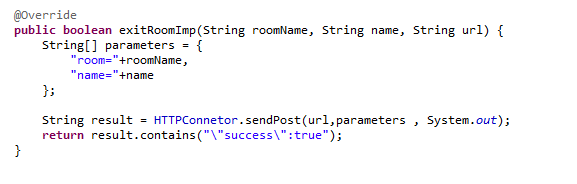 @Override
public boolean exitRoomImp(String roomName, String name, String url) {
    String[] parameters = {
        "room="+roomName,
        "name="+name
    };

    String result = HTTPConnetor.sendPost(url,parameters , System.out);
    return result.contains("\"success\":true");
}